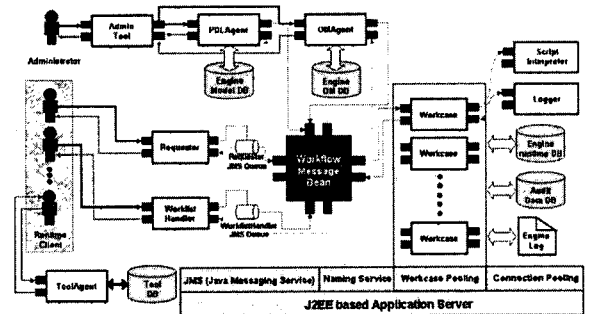 Admin
Tool
PDLAgent
OMAgent
Administrator
Engine
Model DB
Engine
OM DB
Script
Interpreter
Logger
Workcase
Requester
Requester
JMS Queue
Workflow
Message
Bean
Workcase
Engine
runtime DB
Worklist
Handler
WorklistHandler
JMS Queue
Audit
Data DB
Runtime
Client
Workcase
Engine
Log
ToolAgent
Tool
DB
JMS (Java Messaging Service)
Naming Service
Workcase Pooling
Connection Pooling
J2EE based Application Server